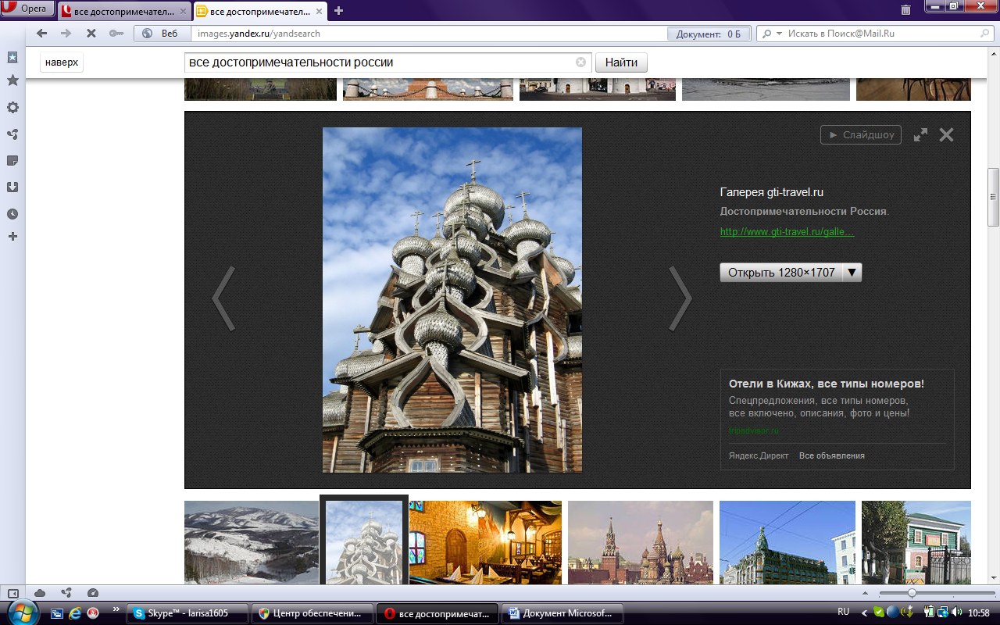 Opera
все достопримечател...
все достопримечател...
Веб
images.yandex.ru/yandsearch
Документ: 0 Б
Искать в Поиск@Mail.Ru
наверх
все достопримечательности россии
Найти
Слайдшоу
Галерея gti-travel.ru
Достопримечательности Россия.
http://www.gti-travel.ru/galle...
Открыть 1280×1707
Отели в Кижах, все типы номеров!
Спецпредложения, все типы номеров,
все включено, описания, фото и цены!
tripadvisor.ru
Яндекс.Директ Все объявления
Skype™ - larisa1605
Центр обеспечени...
все достопримечат...
Документ Microsof...
RU
10:58